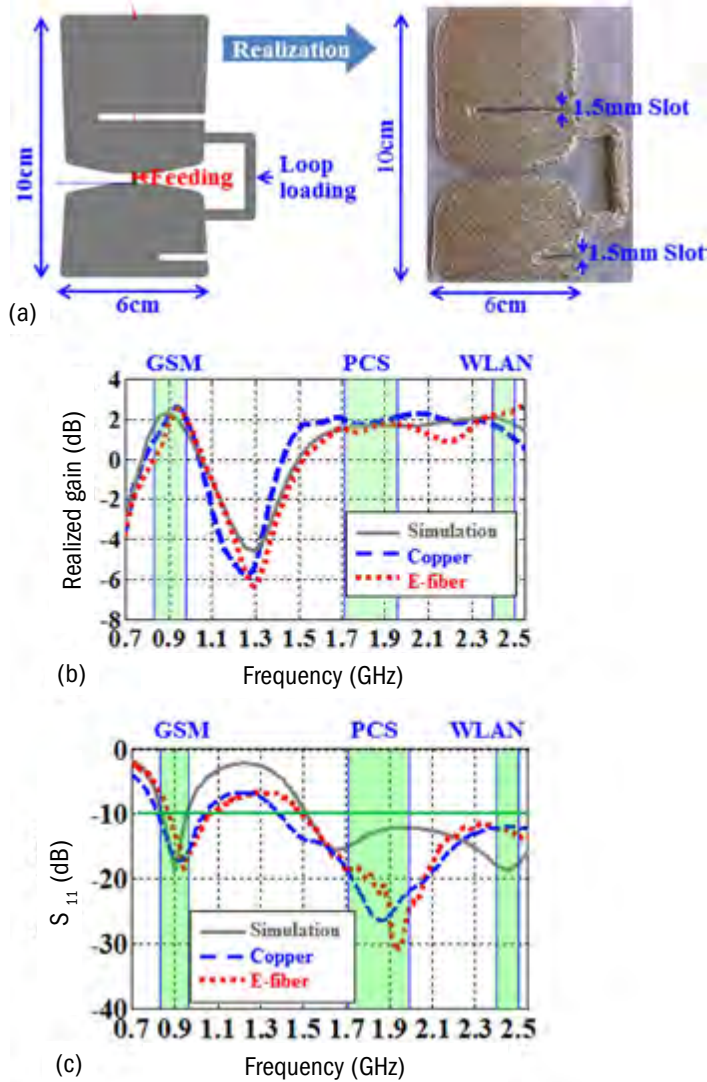 10cm
Feeding
Loop
loading
6cm
Realization
10cm
1.5mm Slot
1.5mm Slot
6cm
(a)
GSM PCS WLAN
Realized gain (dB)
4
2
0
-2
-4
-6
-8
Simulation
Copper
E-fiber
0.7 0.9 1.1 1.3 1.5 1.7 1.9 2.1 2.3 2.5
(b)
Frequency (GHz)
GSM PCS WLAN
S11 (dB)
0
-10
-20
-30
-40
Simulation
Copper
E-fiber
0.7 0.9 1.1 1.3 1.5 1.7 1.9 2.1 2.3 2.5
(c)
Frequency (GHz)